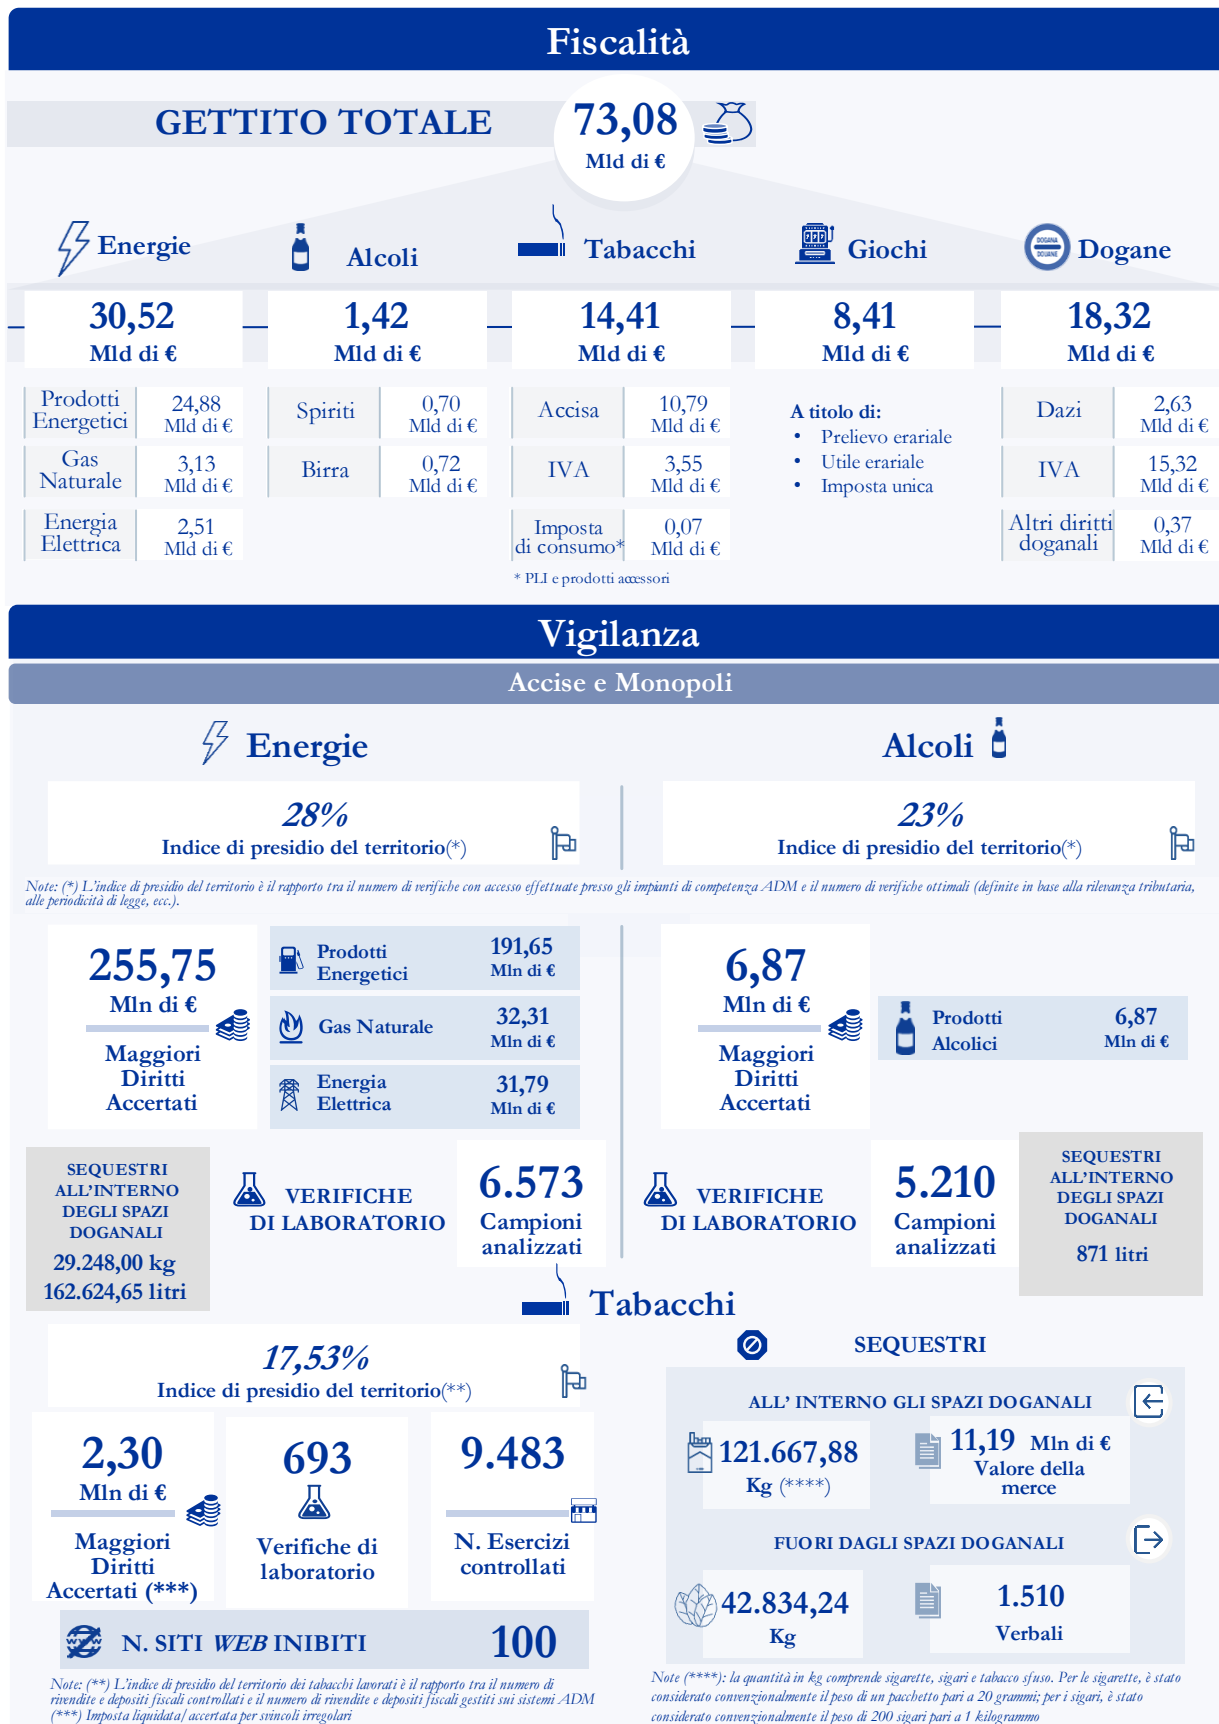 Fiscalità
GETTITO TOTALE
73,08
Mld di €
Energie
Alcoli
Tabacchi
Giochi
DOGANA
DOUANE
Dogane
30,52
Mld di €
1,42
Mld di €
14,41
Mld di €
8,41
Mld di €
18,32
Mld di €
Prodotti
Energetici
24,88
Mld di €
Gas
Naturale
3,13
Mld di €
Energia
Elettrica
2,51
Mld di €
Spiriti
0,70
Mld di €
Birra
0,72
Mld di €
Accisa
10,79
Mld di €
IVA
3,55
Mld di €
Imposta
di consumo*
0,07
Mld di €
* PLI e prodotti accessori
A titolo di:
• Prelievo erariale
• Utile erariale
• Imposta unica
Dazi
2,63
Mld di €
IVA
15,32
Mld di €
Altri diritti
doganali
0,37
Mld di €
Vigilanza
Accise e Monopoli
Energie
Alcoli
28%
Indice di presidio del territorio(*)
23%
Indice di presidio del territorio(*)
Note: (*) L'indice di presidio del territorio è il rapporto tra il numero di verifiche con accesso effettuate presso gli impianti di competenza ADM e il numero di verifiche ottimali (definite in base alla rilevanza tributaria,
alle periodicità di legge, ecc.).
255,75
Mln di €
Maggiori
Diritti
Accertati
Prodotti
Energetici
191,65
Mln di €
Gas Naturale
32,31
Mln di €
Energia
Elettrica
31,79
Mln di €
6,87
Mln di €
Maggiori
Diritti
Accertati
Prodotti
Alcolici
6,87
Mln di €
SEQUESTRI
ALL'INTERNO
DEGLI SPAZI
DOGANALI
29.248,00 kg
162.624,65 litri
VERIFICHE
DI LABORATORIO
6.573
Campioni
analizzati
VERIFICHE
DI LABORATORIO
5.210
Campioni
analizzati
SEQUESTRI
ALL'INTERNO
DEGLI SPAZI
DOGANALI
871 litri
Tabacchi
17,53%
Indice di presidio del territorio(**)
2,30
Mln di €
Maggiori
Diritti
Accertati (***)
693
Verifiche di
laboratorio
9.483
N. Esercizi
controllati
N. SITI WEB INIBITI
100
Note: (**) L'indice di presidio del territorio dei tabacchi lavorati è il rapporto tra il numero di
rivendite e depositi fiscali controllati e il numero di rivendite e depositi fiscali gestiti sui sistemi ADM
(***) Imposta liquidata/accertata per svincoli irregolari
SEQUESTRI
ALL' INTERNO GLI SPAZI DOGANALI
121.667,88
Kg (****)
11,19 Mln di €
Valore della
merce
FUORI DAGLI SPAZI DOGANALI
42.834,24
Kg
1.510
Verbali
Note (****): la quantità in kg comprende sigarette, sigari e tabacco sfuso. Per le sigarette, è stato
considerato convenzionalmente il peso di un pacchetto pari a 20 grammi; per i sigari, è stato
considerato convenzionalmente il peso di 200 sigari pari a 1 kilogrammo